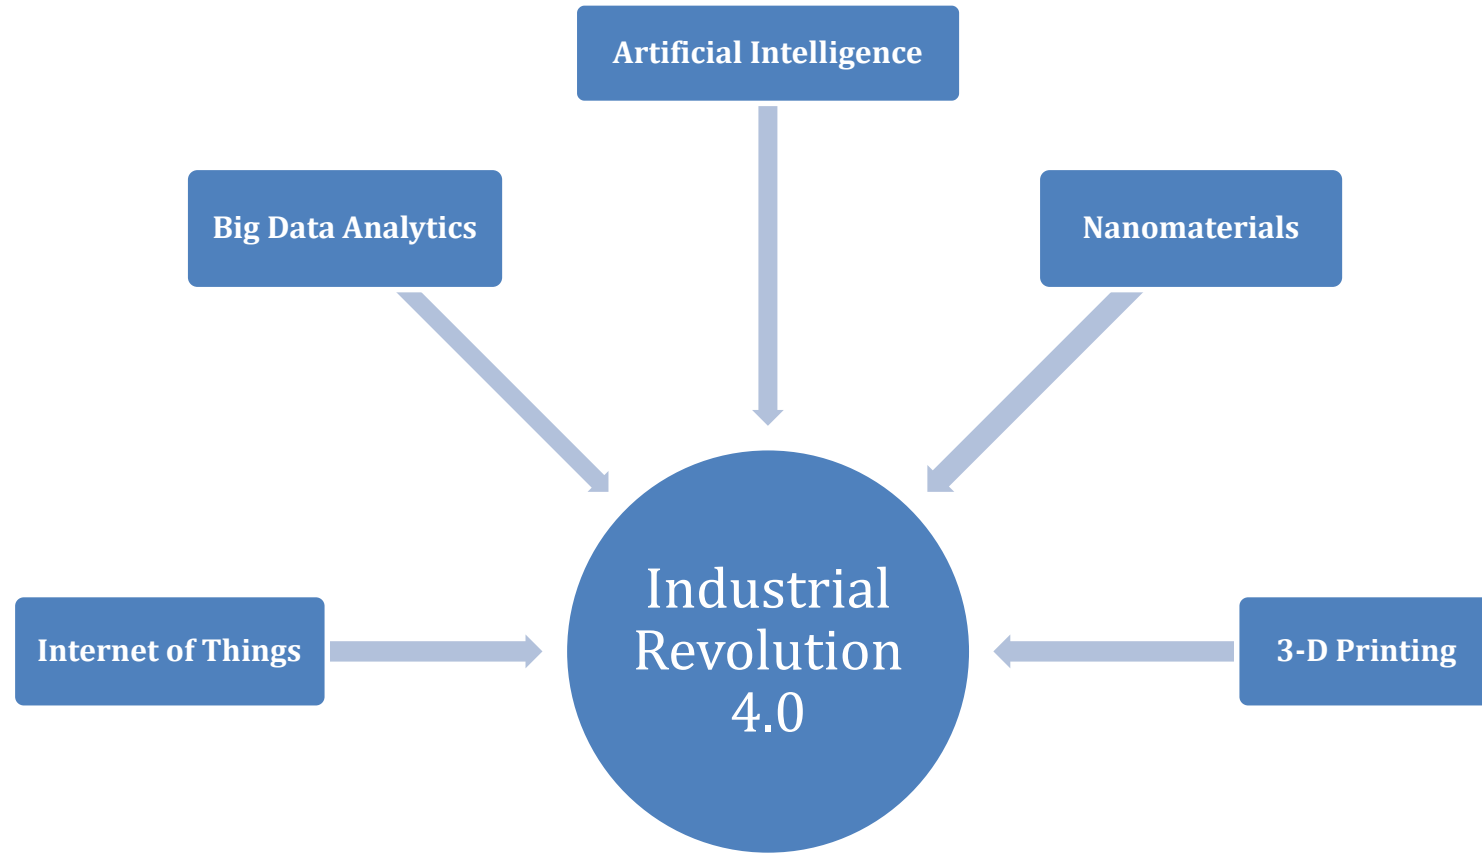 Artificial Intelligence
Big Data Analytics
Nanomaterials
Internet of Things
Industrial
Revolution
4.0
3-D Printing